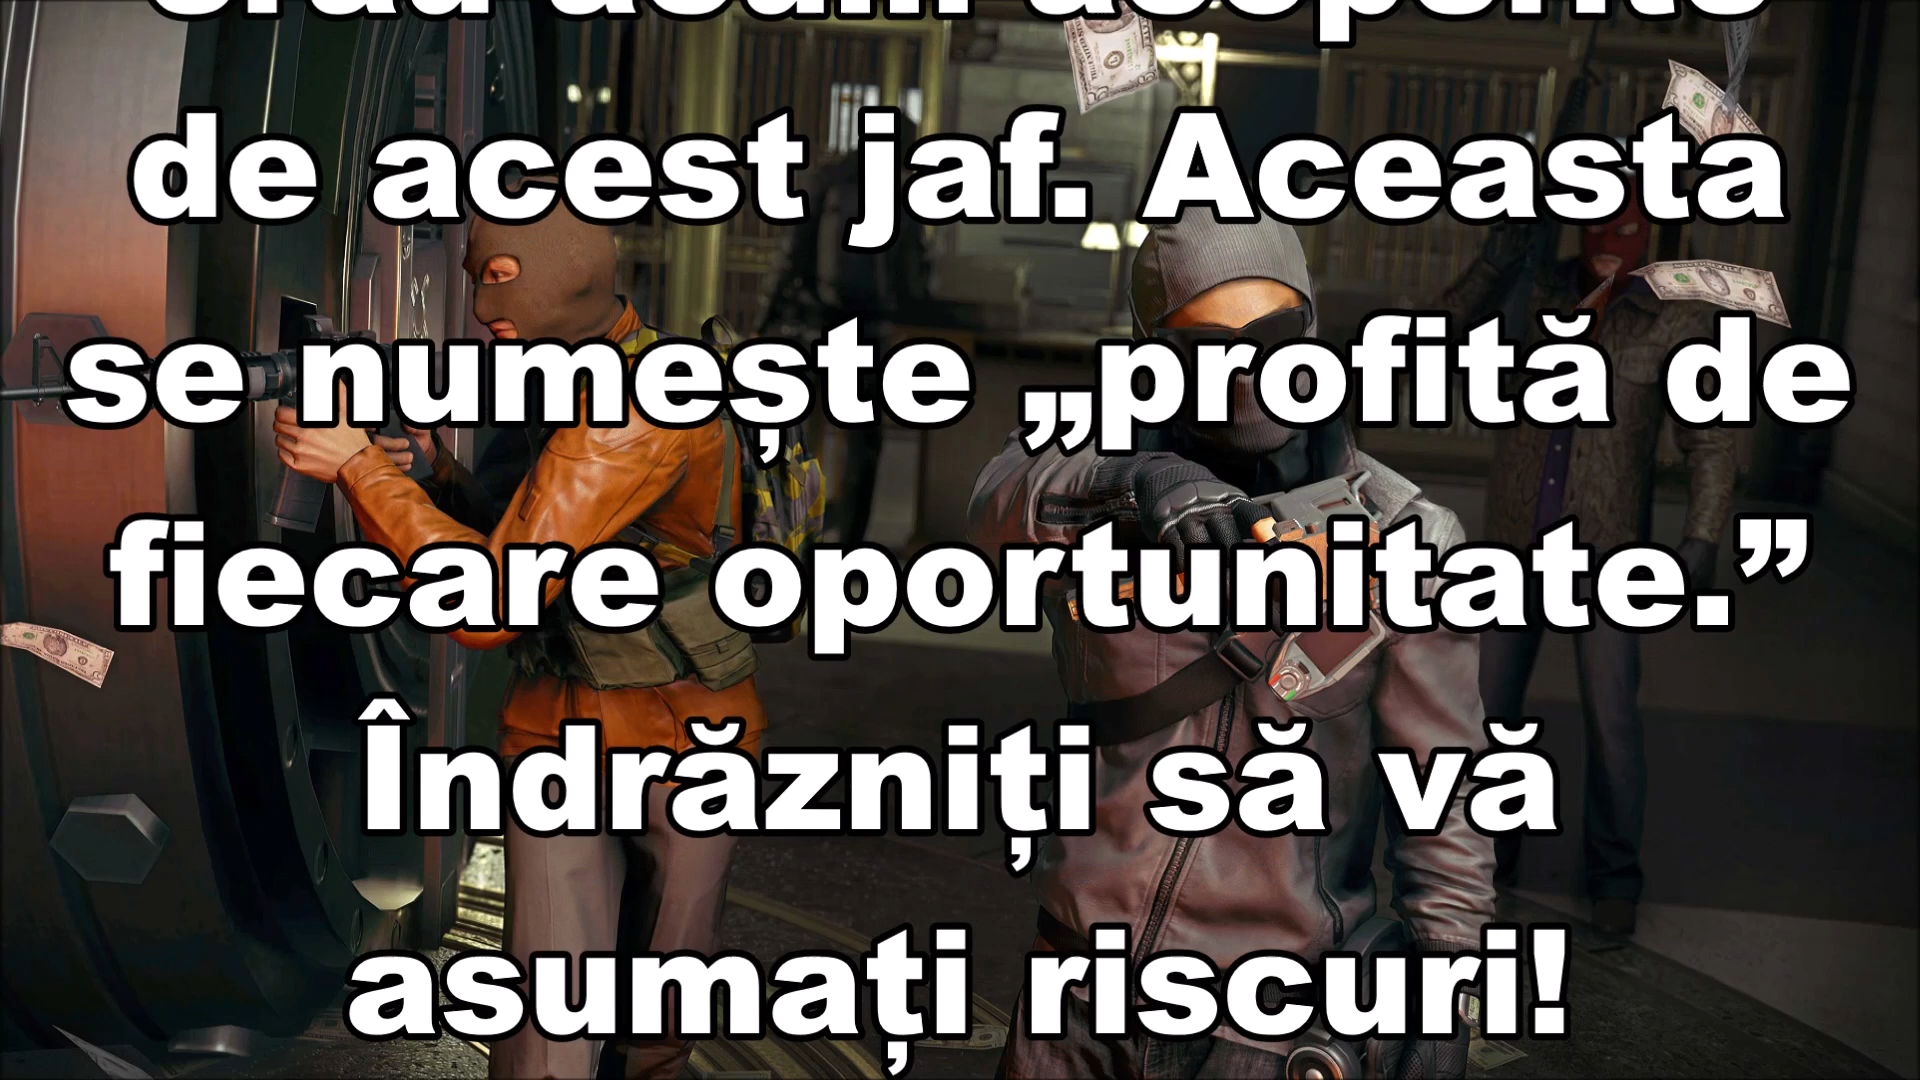 de acest jaf. Aceasta
se numește „profită de
fiecare oportunitate.”
Îndrăzniți să vă
asumați riscuri!